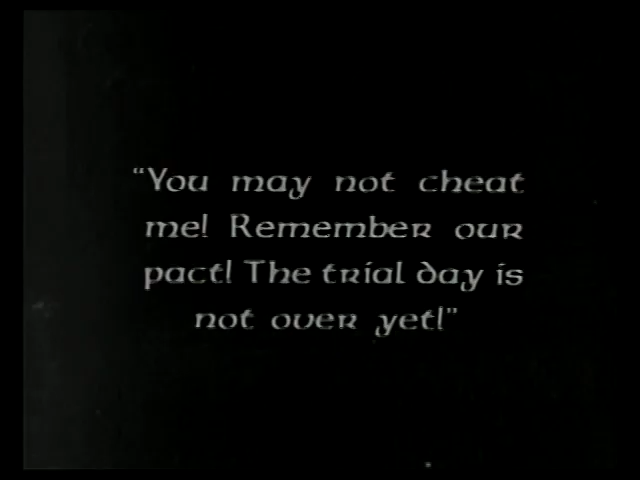 "You may not cheat
me! Remember our
pact! The trial day is
not over yet!"